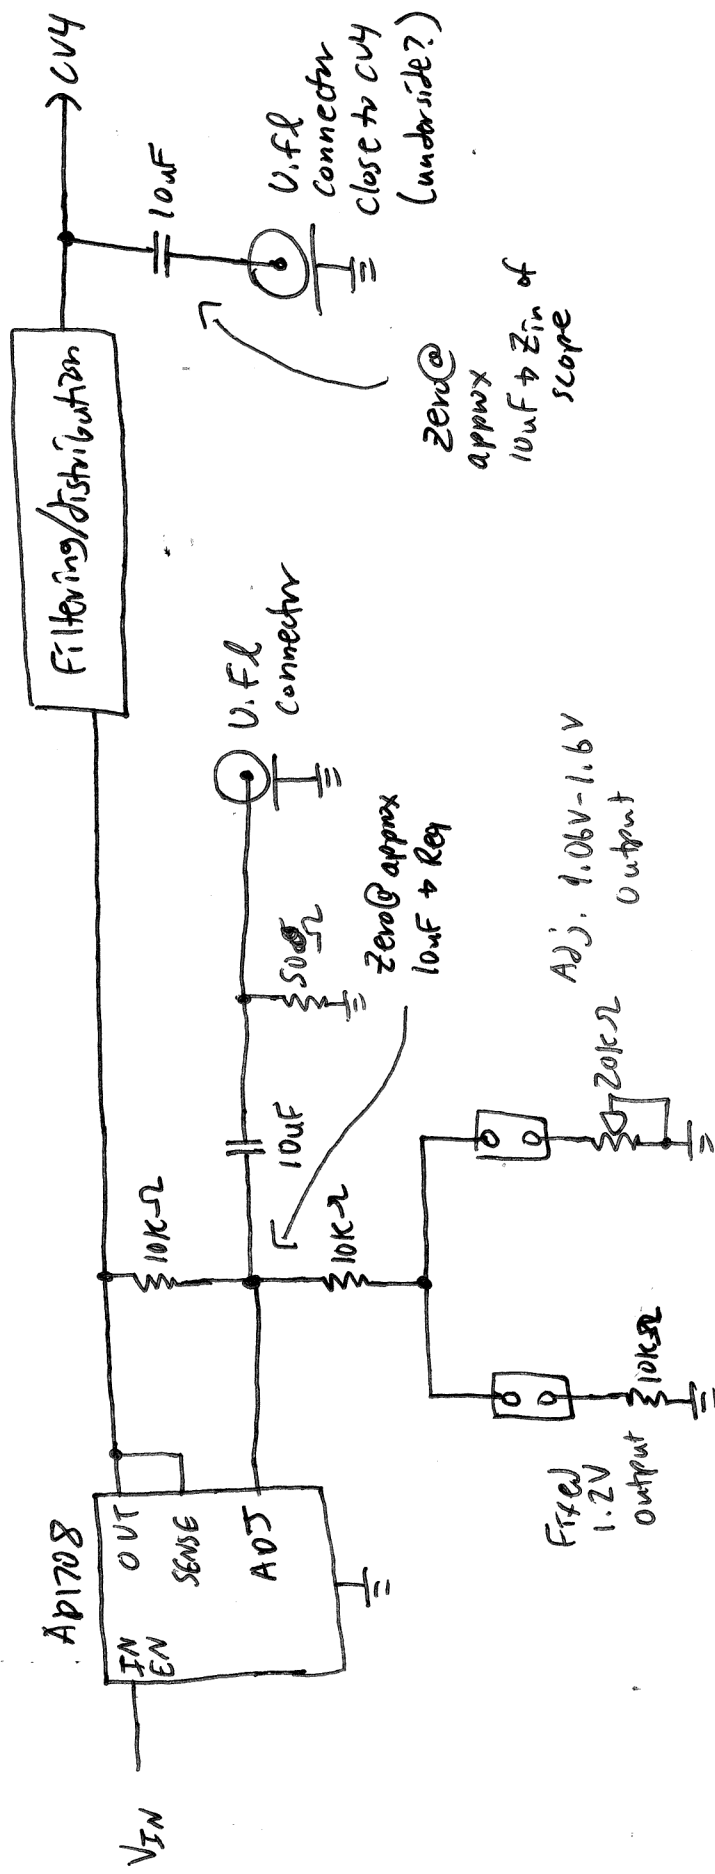 VIN
AD1708
IN
EN
OUT
SENSE
ADJ
10KΩ
10uF
50Ω
U.Fl
connector
Filtering/distribution
CV4
10uF
U.fl
connector
close to CV4
(underside?)
zero@
approx
10uF → Zin of
scope
Zero@ approx
10uF → Req
10KΩ
Fixed
1.2V
output
10KΩ
20KΩ
Adj. 1.06V-1.6V
output